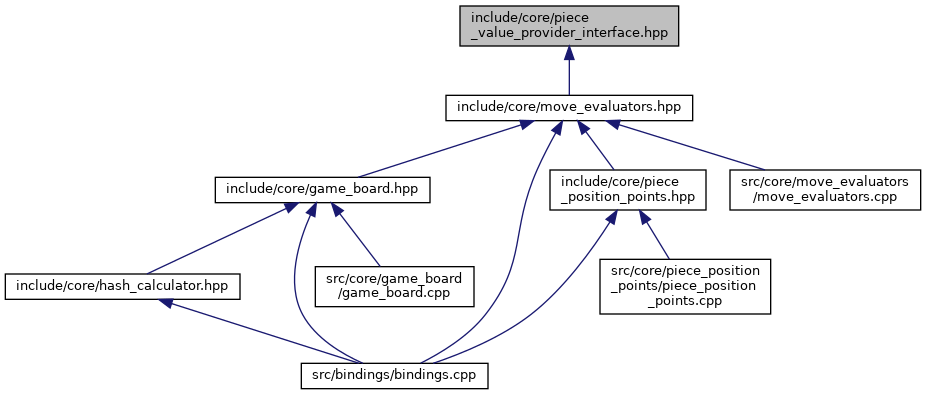 include/core/piece
_value_provider_interface.hpp
include/core/move_evaluators.hpp
include/core/game_board.hpp
include/core/piece
_position_points.hpp
src/core/move_evaluators
/move_evaluators.cpp
include/core/hash_calculator.hpp
src/core/game_board
/game_board.cpp
src/core/piece_position
_points/piece_position
_points.cpp
src/bindings/bindings.cpp